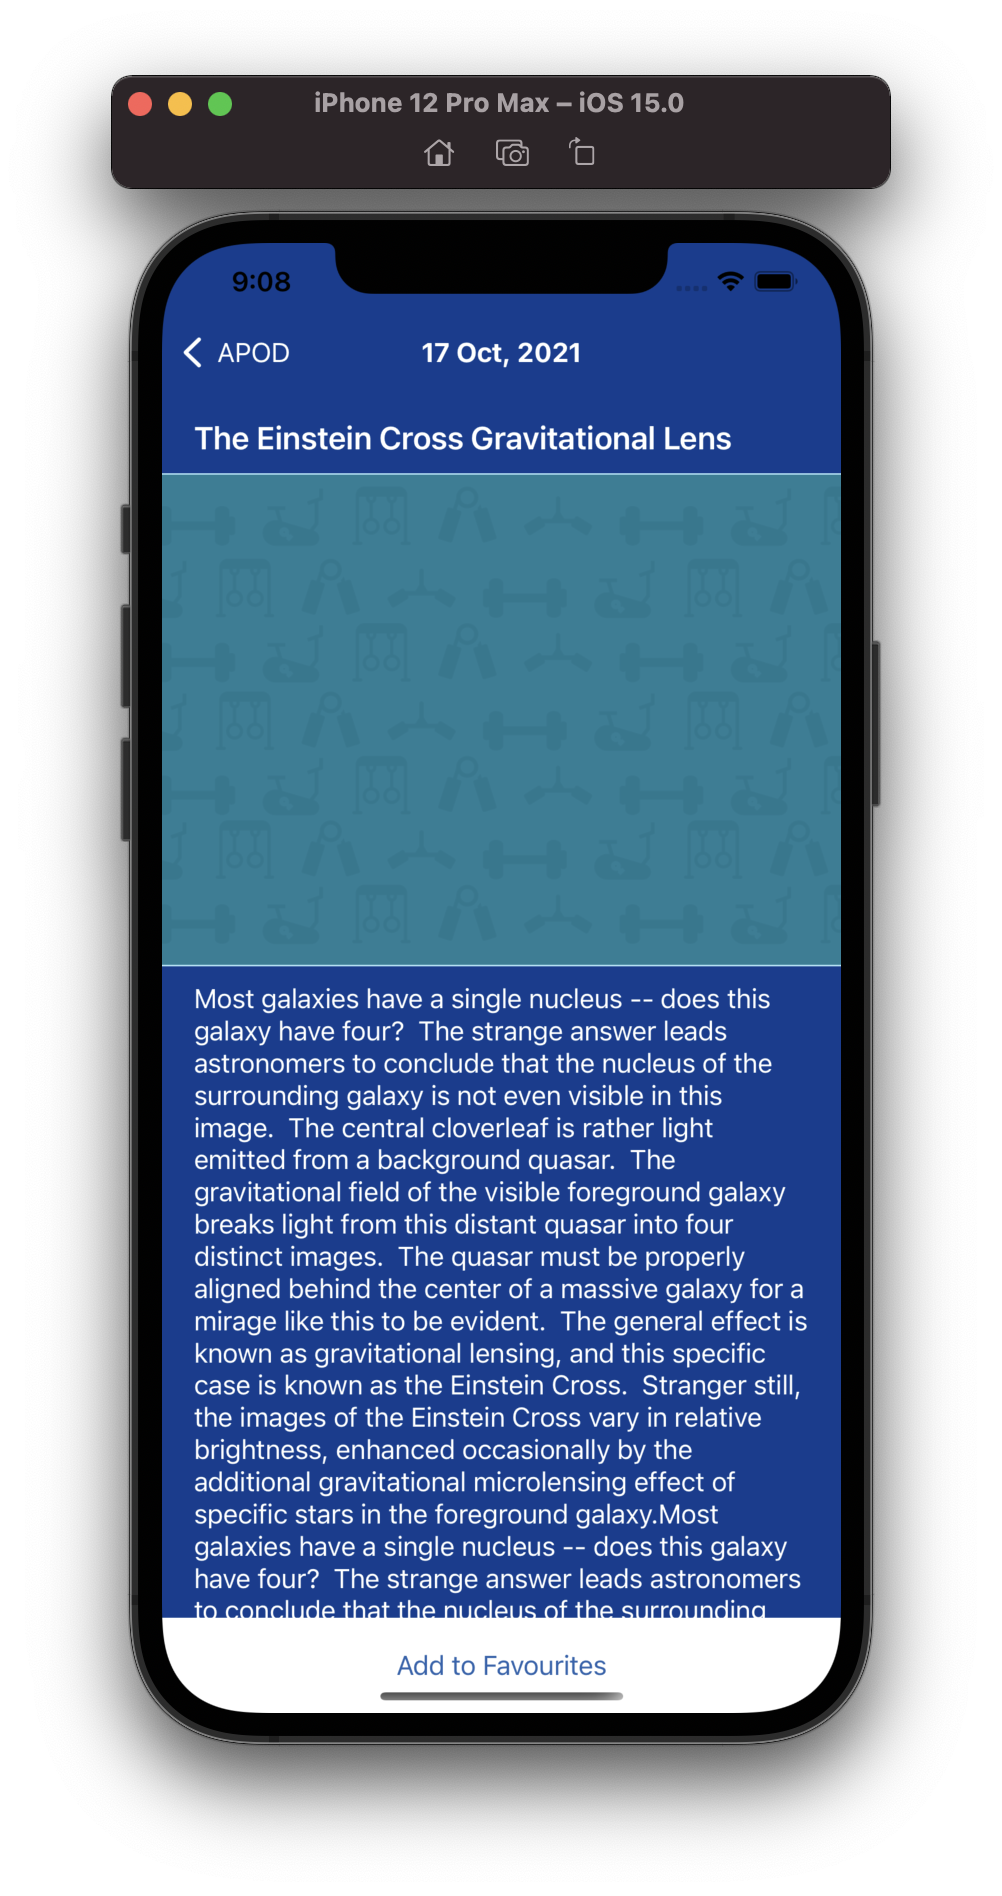 iPhone 12 Pro Max – iOS 15.0
9:08
APOD
17 Oct, 2021
The Einstein Cross Gravitational Lens
Most galaxies have a single nucleus -- does this
galaxy have four?  The strange answer leads
astronomers to conclude that the nucleus of the
surrounding galaxy is not even visible in this
image.  The central cloverleaf is rather light
emitted from a background quasar.  The
gravitational field of the visible foreground galaxy
breaks light from this distant quasar into four
distinct images.  The quasar must be properly
aligned behind the center of a massive galaxy for a
mirage like this to be evident.  The general effect is
known as gravitational lensing, and this specific
case is known as the Einstein Cross.  Stranger still,
the images of the Einstein Cross vary in relative
brightness, enhanced occasionally by the
additional gravitational microlensing effect of
specific stars in the foreground galaxy.Most
galaxies have a single nucleus -- does this galaxy
have four?  The strange answer leads astronomers
to conclude that the nucleus of the surrounding
Add to Favourites